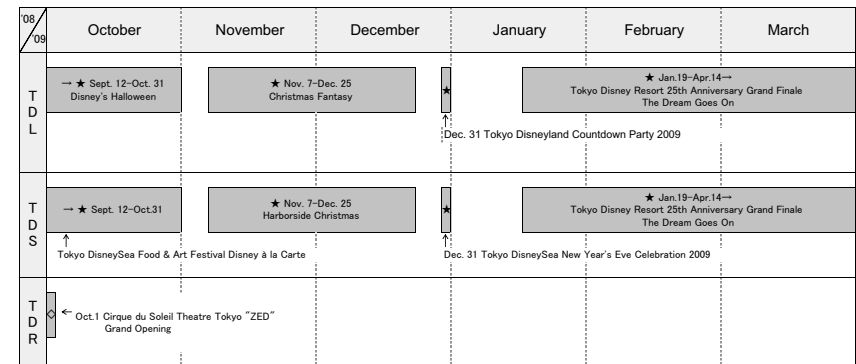 '08
'09
October November December January February March
TDL
→ ★ Sept. 12-Oct. 31
Disney's Halloween
★ Nov. 7-Dec. 25
Christmas Fantasy
★
★ Jan.19-Apr.14→
Tokyo Disney Resort 25th Anniversary Grand Finale
The Dream Goes On
↑
Dec. 31 Tokyo Disneyland Countdown Party 2009
TDS
→ ★ Sept. 12-Oct.31
★ Nov. 7-Dec. 25
Harborside Christmas
★
★ Jan.19-Apr.14→
Tokyo Disney Resort 25th Anniversary Grand Finale
The Dream Goes On
↑
Tokyo DisneySea Food & Art Festival Disney à la Carte
↑
Dec. 31 Tokyo DisneySea New Year's Eve Celebration 2009
TDR
◇ ← Oct.1 Cirque du Soleil Theatre Tokyo "ZED"
Grand Opening